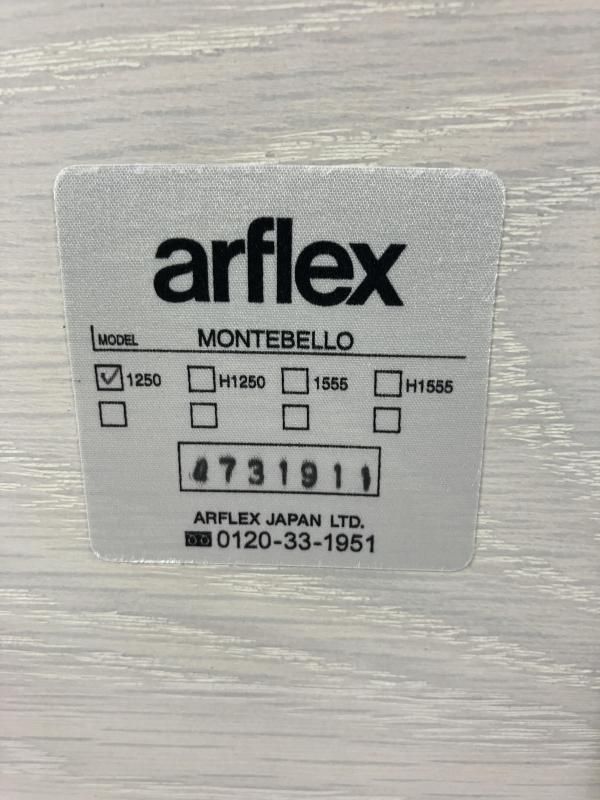 arflex
MODEL MONTEBELLO
1250 H1250 1555 H1555
4731911
ARFLEX JAPAN LTD.
0120-33-1951